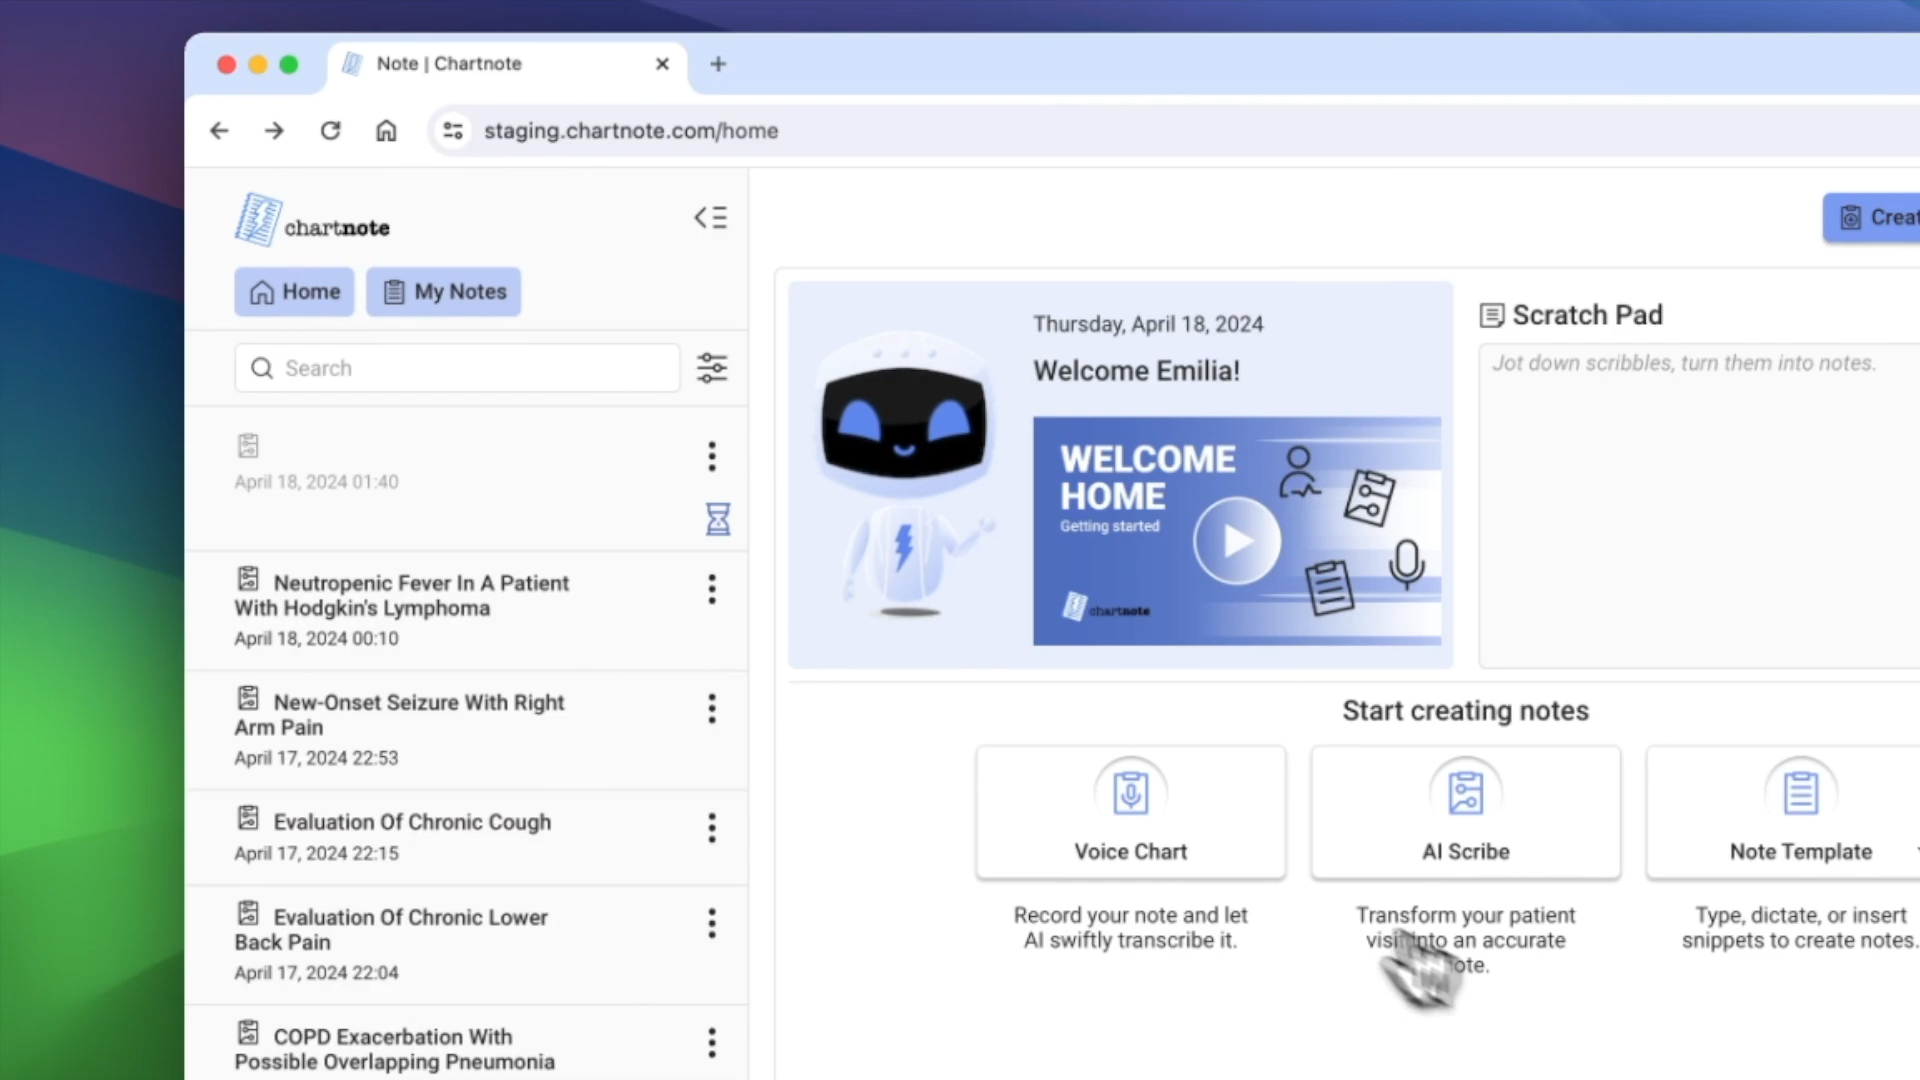 Note | Chartnote
staging.chartnote.com/home
chartnote
Home
My Notes
Search
April 18, 2024 01:40
Neutropenic Fever In A Patient
With Hodgkin's Lymphoma
April 18, 2024 00:10
New-Onset Seizure With Right
Arm Pain
April 17, 2024 22:53
Evaluation Of Chronic Cough
April 17, 2024 22:15
Evaluation Of Chronic Lower
Back Pain
April 17, 2024 22:04
COPD Exacerbation With
Possible Overlapping Pneumonia
Thursday, April 18, 2024
Welcome Emilia!
WELCOME
HOME
Getting started
chartnote
Scratch Pad
Jot down scribbles, turn them into notes.
Start creating notes
Voice Chart
Record your note and let
AI swiftly transcribe it.
AI Scribe
Transform your patient
into an accurate
Note Template
Type, dictate, or insert
snippets to create notes.